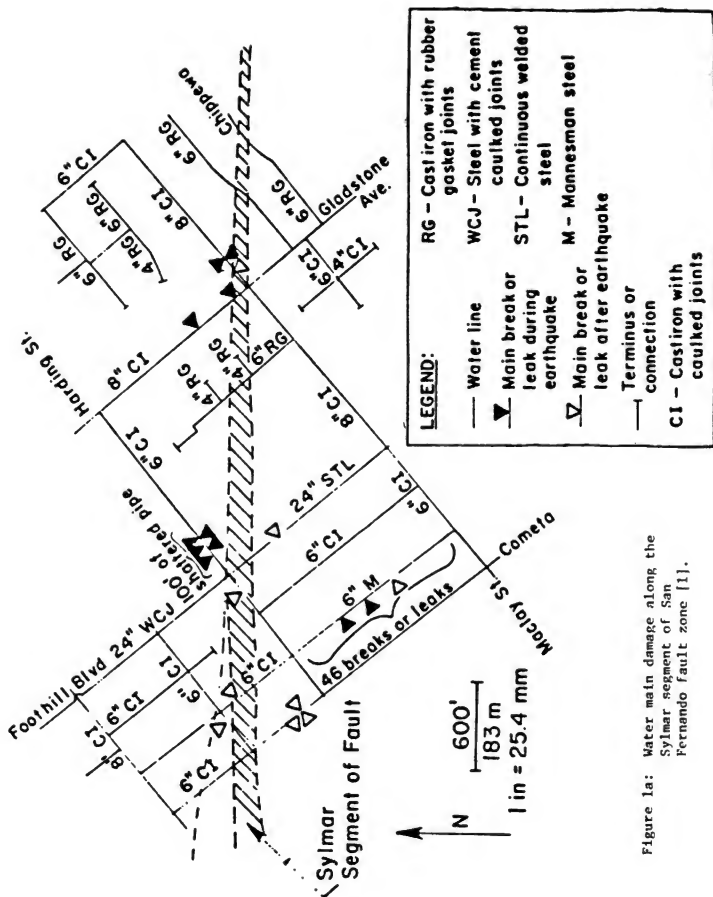 Harding St.
Chippewa
Gladstone
Ave.
6" CI
6" RG
4" RG
6" RG
8" CI
6" RG
6" RG
6" CI
4" CI
8" CI
4" RG
4" RG
6" RG
8" CI
6" CI
100' of
shattered pipe
Foothill Blvd
24" WCJ
24" STL
6" CI
6" CI
6" M
46 breaks or leaks
8" CI
6" CI
6" CI
6" CI
6" CI
Maclay St
Cometa
Sylmar
Segment of Fault
N
600'
183 m
1 in = 25.4 mm
LEGEND:
Water line
Main break or
leak during
earthquake
Main break or
leak after earthquake
Terminus or
connection
CI – Cast iron with
caulked joints
RG – Cast iron with rubber
gasket joints
WCJ – Steel with cement
caulked joints
STL – Continuous welded
steel
M – Mannesman steel
Figure 1a: Water main damage along the
Sylmar segment of San
Fernando fault zone [1].